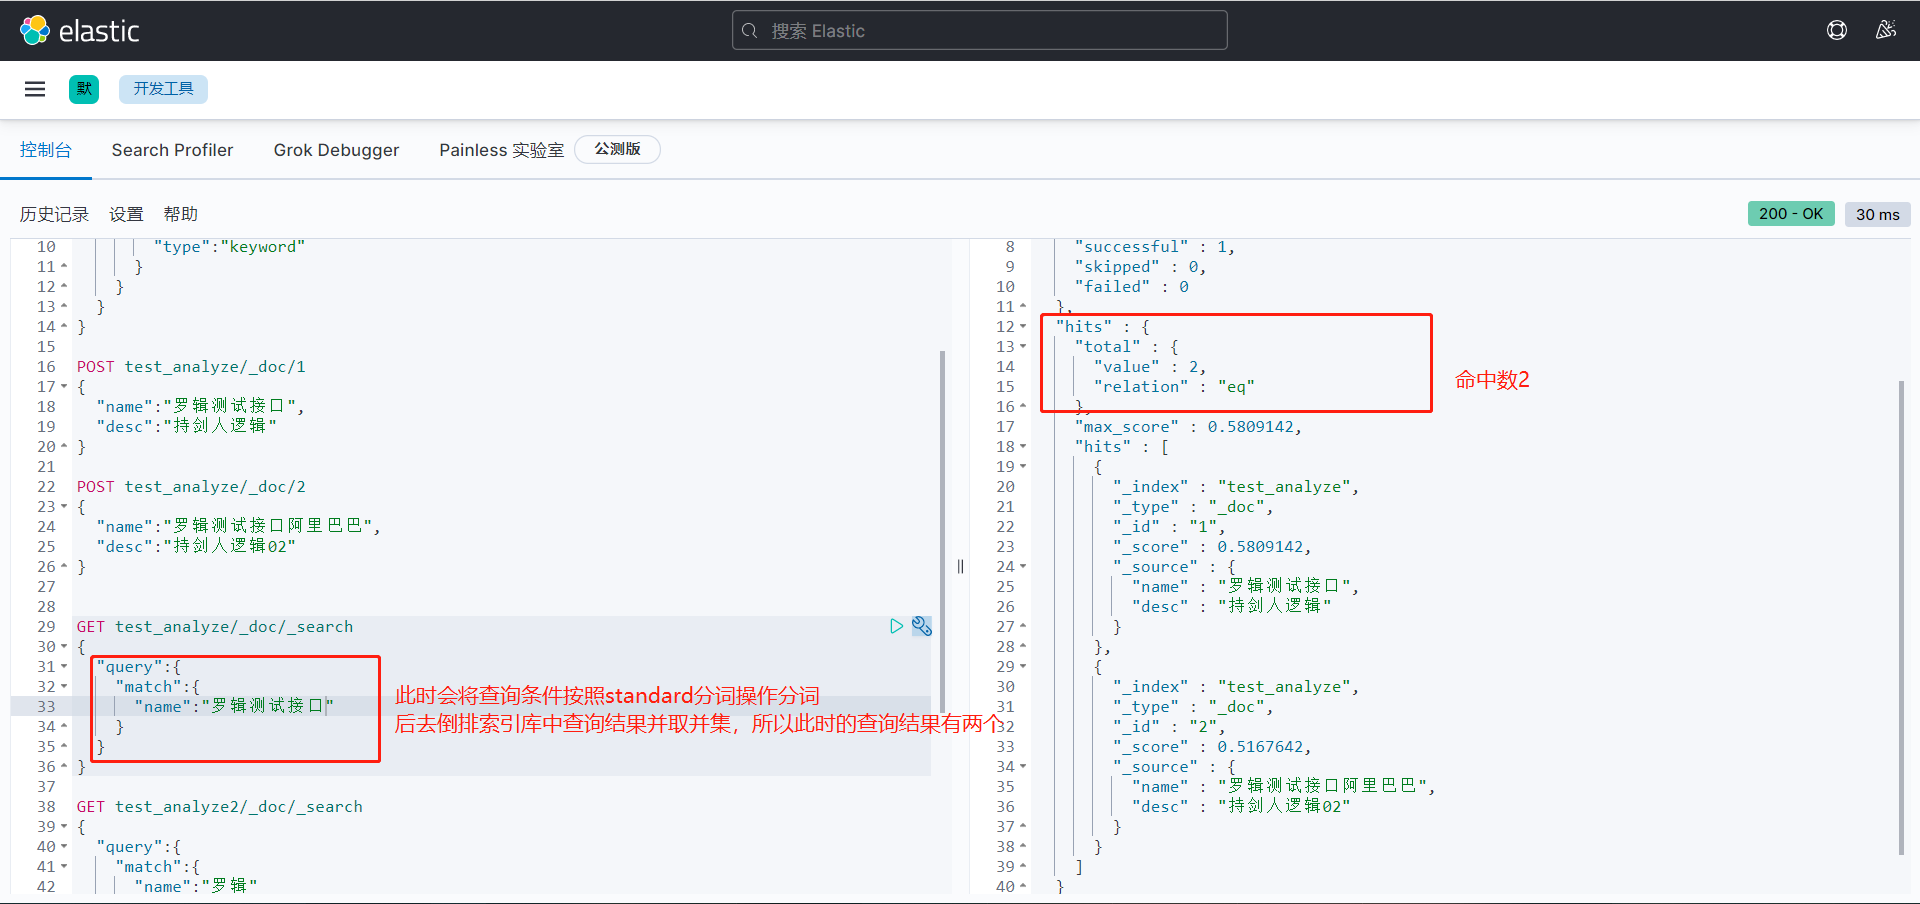 elastic
搜索 Elastic
默
开发工具
控制台
Search Profiler
Grok Debugger
Painless 实验室
公测版
历史记录
设置
帮助
200 - OK
30 ms
10 "type":"keyword"
11 }
12 }
13 }
14 }
15
16 POST test_analyze/_doc/1
17 {
18 "name":"罗辑测试接口",
19 "desc":"持剑人逻辑"
20 }
21
22 POST test_analyze/_doc/2
23 {
24 "name":"罗辑测试接口阿里巴巴",
25 "desc":"持剑人逻辑02"
26 }
27
28
29 GET test_analyze/_doc/_search
30 {
31 "query":{
32 "match":{
33 "name":"罗辑测试接口"
34 }
35 }
36 }
37
38 GET test_analyze2/_doc/_search
39 {
40 "query":{
41 "match":{
42 "name":"罗辑"
此时会将查询条件按照standard分词操作分词
后去倒排索引库中查询结果并取并集，所以此时的查询结果有两个
8 "successful" : 1,
9 "skipped" : 0,
10 "failed" : 0
11 },
12 "hits" : {
13 "total" : {
14 "value" : 2,
15 "relation" : "eq"
16 },
17 "max_score" : 0.5809142,
18 "hits" : [
19 {
20 "_index" : "test_analyze",
21 "_type" : "_doc",
22 "_id" : "1",
23 "_score" : 0.5809142,
24 "_source" : {
25 "name" : "罗辑测试接口",
26 "desc" : "持剑人逻辑"
27 }
28 },
29 {
30 "_index" : "test_analyze",
31 "_type" : "_doc",
32 "_id" : "2",
33 "_score" : 0.5167642,
34 "_source" : {
35 "name" : "罗辑测试接口阿里巴巴",
36 "desc" : "持剑人逻辑02"
37 }
38 }
39 ]
40 }
命中数2